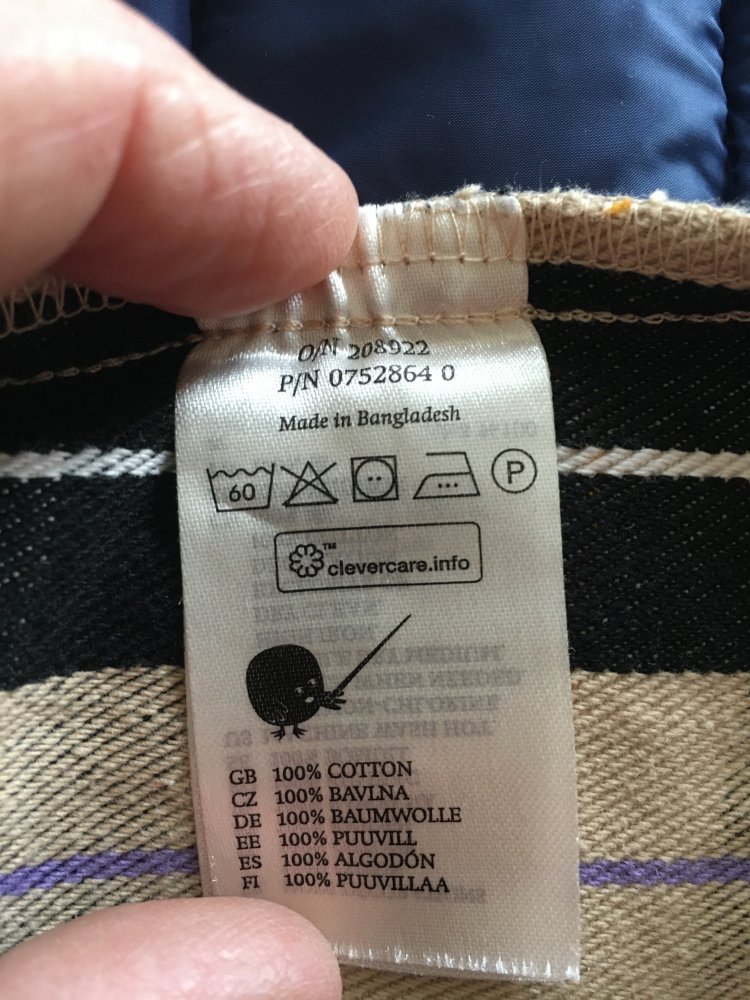 O/N 208922
P/N 0752864 0
Made in Bangladesh
60 P
™ clevercare.info
GB 100% COTTON
CZ 100% BAVLNA
DE 100% BAUMWOLLE
EE 100% PUUVILL
ES 100% ALGODÓN
FI 100% PUUVILLAA